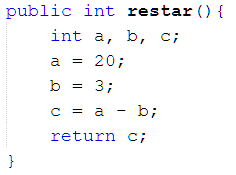 public int restar(){
    int a, b, c;
    a = 20;
    b = 3;
    c = a - b;
    return c;
}